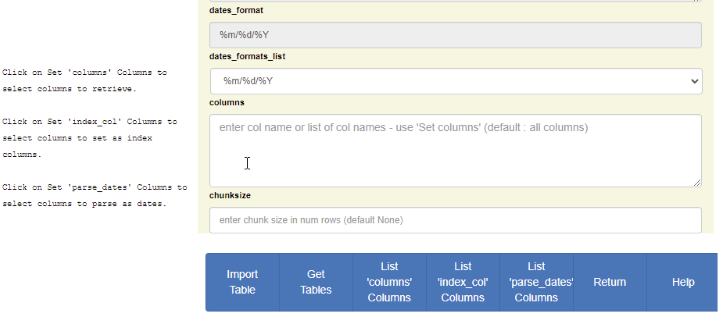 dates_format
%m/%d/%Y
dates_formats_list
%m/%d/%Y
columns
enter col name or list of col names - use 'Set columns' (default : all columns)
chunksize
enter chunk size in num rows (default None)
Click on Set 'columns' Columns to
select columns to retrieve.
Click on Set 'index_col' Columns to
select columns to set as index
columns.
Click on Set 'parse_dates' Columns to
select columns to parse as dates.
Import
Table
Get
Tables
List
'columns'
Columns
List
'index_col'
Columns
List
'parse_dates'
Columns
Return
Help